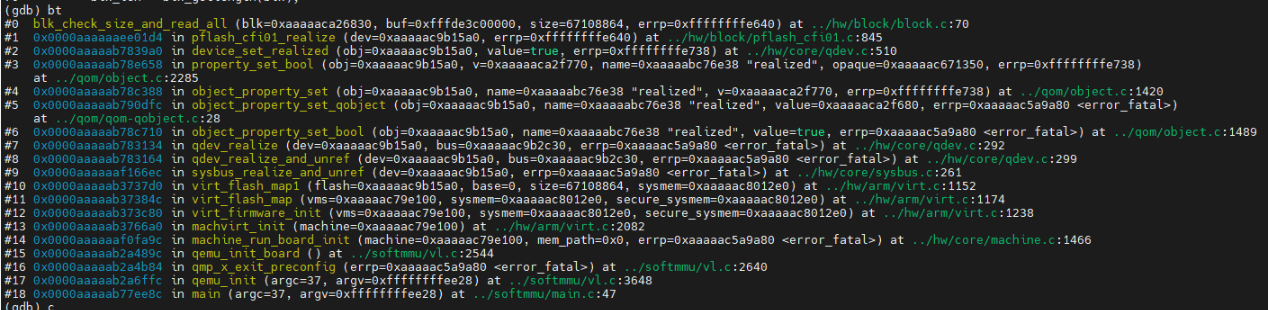 (gdb) bt
#0  blk_check_size_and_read_all (blk=0xaaaaaca26830, buf=0xfffde3c00000, size=67108864, errp=0xffffffffe640) at ../hw/block/block.c:70
#1  0x0000aaaaaaee01d4 in pflash_cfi01_realize (dev=0xaaaaac9b15a0, errp=0xffffffffe640) at ../hw/block/pflash_cfi01.c:845
#2  0x0000aaaaab7839a0 in device_set_realized (obj=0xaaaaac9b15a0, value=true, errp=0xffffffffe738) at ../hw/core/qdev.c:510
#3  0x0000aaaaab78e658 in property_set_bool (obj=0xaaaaac9b15a0, v=0xaaaaaca2f770, name=0xaaaaabc76e38 "realized", opaque=0xaaaaac671350, errp=0xffffffffe738)
    at ../qom/object.c:2285
#4  0x0000aaaaab78c388 in object_property_set (obj=0xaaaaac9b15a0, name=0xaaaaabc76e38 "realized", v=0xaaaaaca2f770, errp=0xffffffffe738) at ../qom/object.c:1420
#5  0x0000aaaaab790dfc in object_property_set_qobject (obj=0xaaaaac9b15a0, name=0xaaaaabc76e38 "realized", value=0xaaaaaca2f680, errp=0xaaaaac5a9a80 <error_fatal>)
    at ../qom/qom-qobject.c:28
#6  0x0000aaaaab78c710 in object_property_set_bool (obj=0xaaaaac9b15a0, name=0xaaaaabc76e38 "realized", value=true, errp=0xaaaaac5a9a80 <error_fatal>) at ../qom/object.c:1489
#7  0x0000aaaaab783134 in qdev_realize (dev=0xaaaaac9b15a0, bus=0xaaaaac9b2c30, errp=0xaaaaac5a9a80 <error_fatal>) at ../hw/core/qdev.c:292
#8  0x0000aaaaab783164 in qdev_realize_and_unref (dev=0xaaaaac9b15a0, bus=0xaaaaac9b2c30, errp=0xaaaaac5a9a80 <error_fatal>) at ../hw/core/qdev.c:299
#9  0x0000aaaaaaf166ec in sysbus_realize_and_unref (dev=0xaaaaac9b15a0, errp=0xaaaaac5a9a80 <error_fatal>) at ../hw/core/sysbus.c:261
#10 0x0000aaaaab3737d0 in virt_flash_map1 (flash=0xaaaaac9b15a0, base=0, size=67108864, sysmem=0xaaaaac8012e0) at ../hw/arm/virt.c:1152
#11 0x0000aaaaab37384c in virt_flash_map (vms=0xaaaaac79e100, sysmem=0xaaaaac8012e0, secure_sysmem=0xaaaaac8012e0) at ../hw/arm/virt.c:1174
#12 0x0000aaaaab373c80 in virt_firmware_init (vms=0xaaaaac79e100, sysmem=0xaaaaac8012e0, secure_sysmem=0xaaaaac8012e0) at ../hw/arm/virt.c:1238
#13 0x0000aaaaab3766a0 in machvirt_init (machine=0xaaaaac79e100) at ../hw/arm/virt.c:2082
#14 0x0000aaaaaaf0fa9c in machine_run_board_init (machine=0xaaaaac79e100, mem_path=0x0, errp=0xaaaaac5a9a80 <error_fatal>) at ../hw/core/machine.c:1466
#15 0x0000aaaaab2a489c in qemu_init_board () at ../softmmu/vl.c:2544
#16 0x0000aaaaab2a4b84 in qmp_x_exit_preconfig (errp=0xaaaaac5a9a80 <error_fatal>) at ../softmmu/vl.c:2640
#17 0x0000aaaaab2a6ffc in qemu_init (argc=37, argv=0xffffffffee28) at ../softmmu/vl.c:3648
#18 0x0000aaaaab77ee8c in main (argc=37, argv=0xffffffffee28) at ../softmmu/main.c:47
(gdb) c